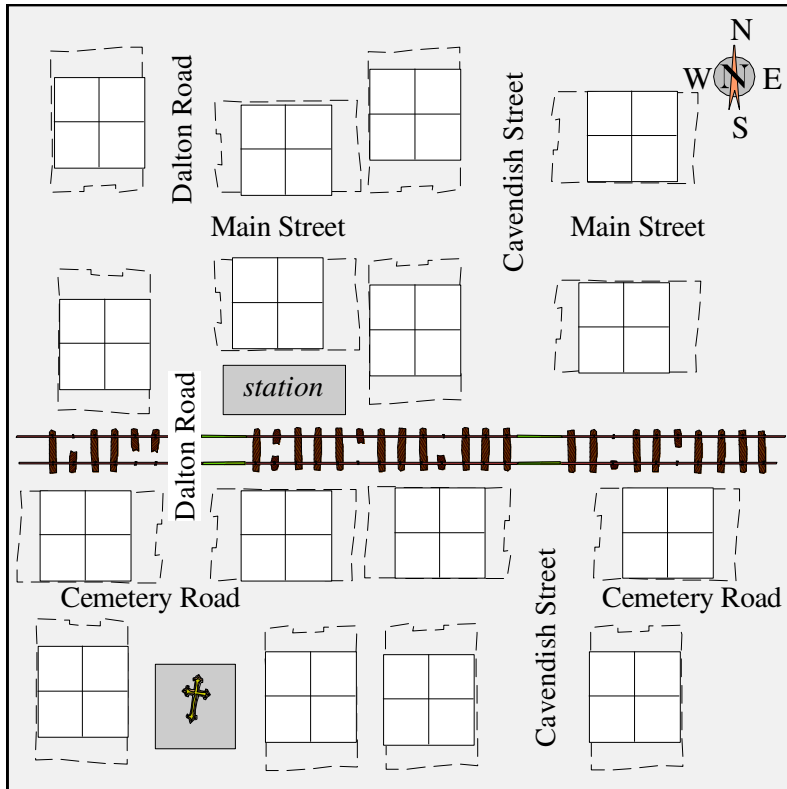 N
W N E
S
Dalton Road
Cavendish Street
Main Street
Main Street
station
Dalton Road
Cemetery Road
Cavendish Street
Cemetery Road